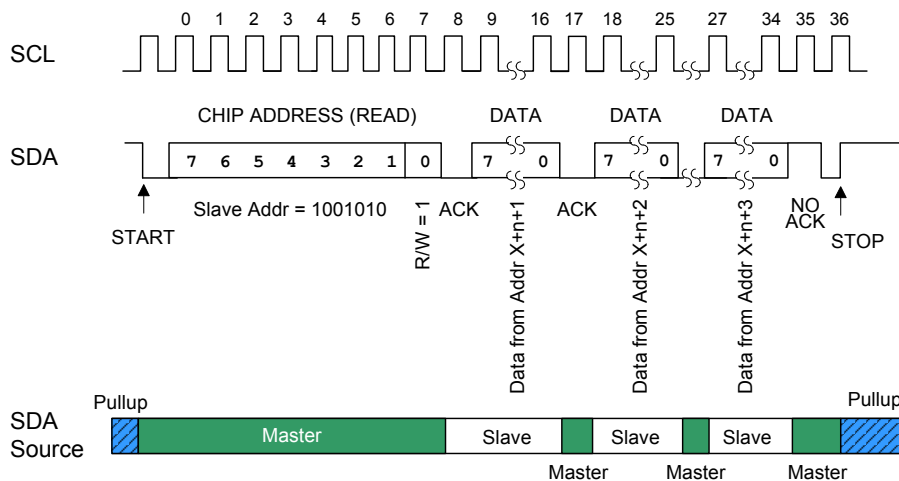 0 1 2 3 4 5 6 7 8 9 16 17 18 25 27 34 35 36
SCL
CHIP ADDRESS (READ) DATA DATA DATA
SDA
7 6 5 4 3 2 1 0 7 0 7 0 7 0
START
Slave Addr = 1001010
R/W = 1
ACK
Data from Addr X+n+1
ACK
Data from Addr X+n+2
Data from Addr X+n+3
NO
ACK
STOP
Pullup Pullup
SDA
Source
Master Slave Slave Slave
Master Master Master